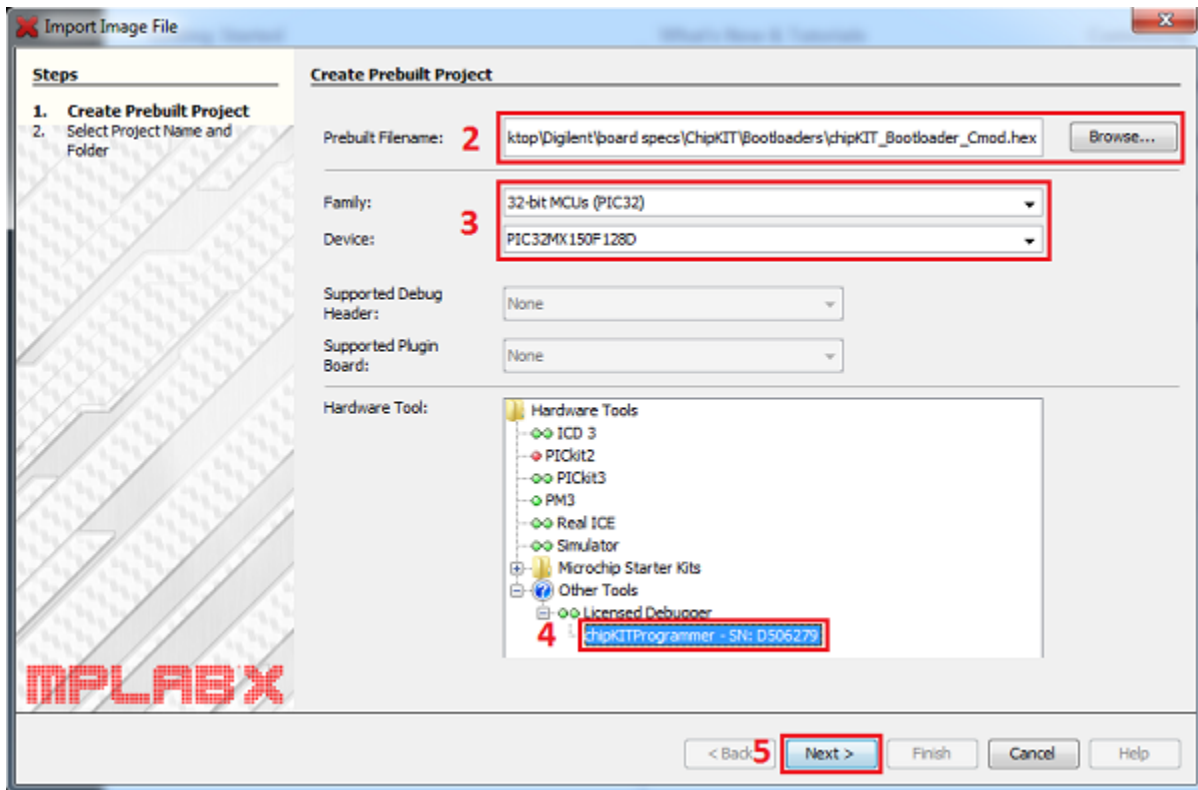 Import Image File
Steps
1. Create Prebuilt Project
2. Select Project Name and
Folder
Create Prebuilt Project
Prebuilt Filename: 2 ktop\Digilent\board specs\ChipKIT\Bootloaders\chipKIT_Bootloader_Cmod.hex Browse...
3
Family: 32-bit MCUs (PIC32)
Device: PIC32MX150F128D
Supported Debug
Header: None
Supported Plugin
Board: None
Hardware Tool: Hardware Tools
ICD 3
PICkit2
PICkit3
PM3
Real ICE
Simulator
Microchip Starter Kits
Other Tools
Licensed Debugger
4 chipKITProgrammer - SN: D506279
MPLAB X
< Back 5 Next > Finish Cancel Help